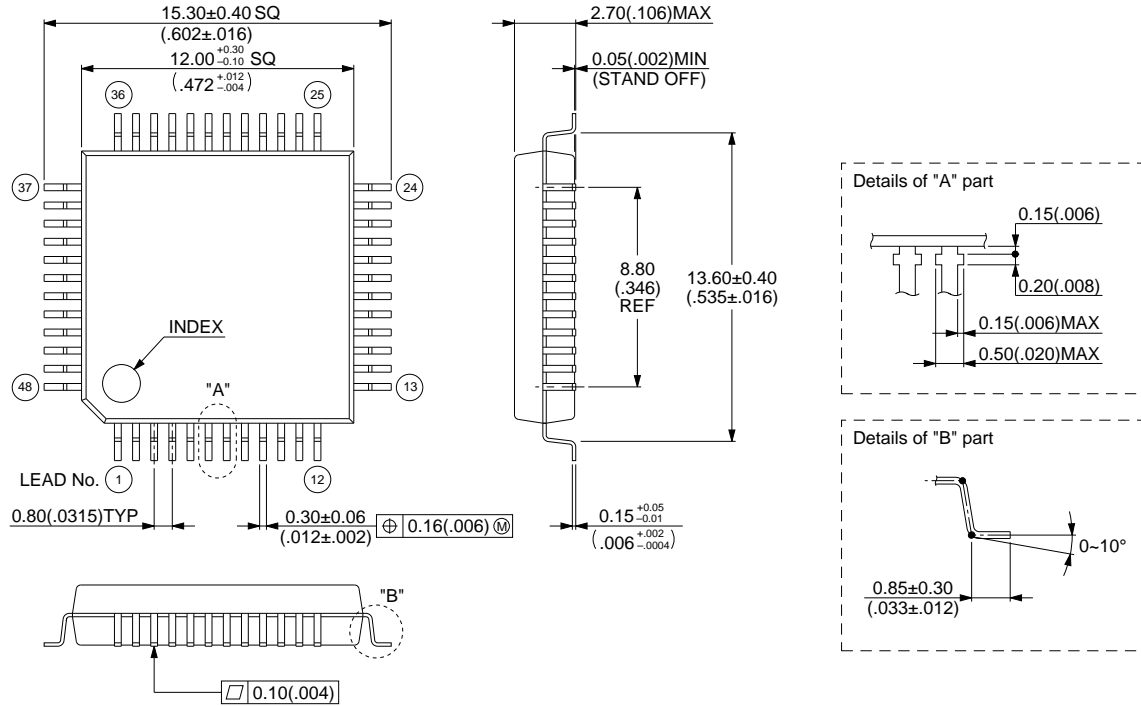 15.30±0.40 SQ
(.602±.016)
12.00 +0.30 -0.10 SQ
(.472 +.012 -.004)
2.70(.106)MAX
0.05(.002)MIN
(STAND OFF)
36
25
37
24
INDEX
48
13
"A"
LEAD No.
1
12
0.80(.0315)TYP
0.30±0.06
(.012±.002)
⌖ 0.16(.006) Ⓜ
8.80
(.346)
REF
13.60±0.40
(.535±.016)
0.15 +0.05 -0.01
(.006 +.002 -.0004)
"B"
▱ 0.10(.004)
Details of "A" part
0.15(.006)
0.20(.008)
0.15(.006)MAX
0.50(.020)MAX
Details of "B" part
0~10°
0.85±0.30
(.033±.012)